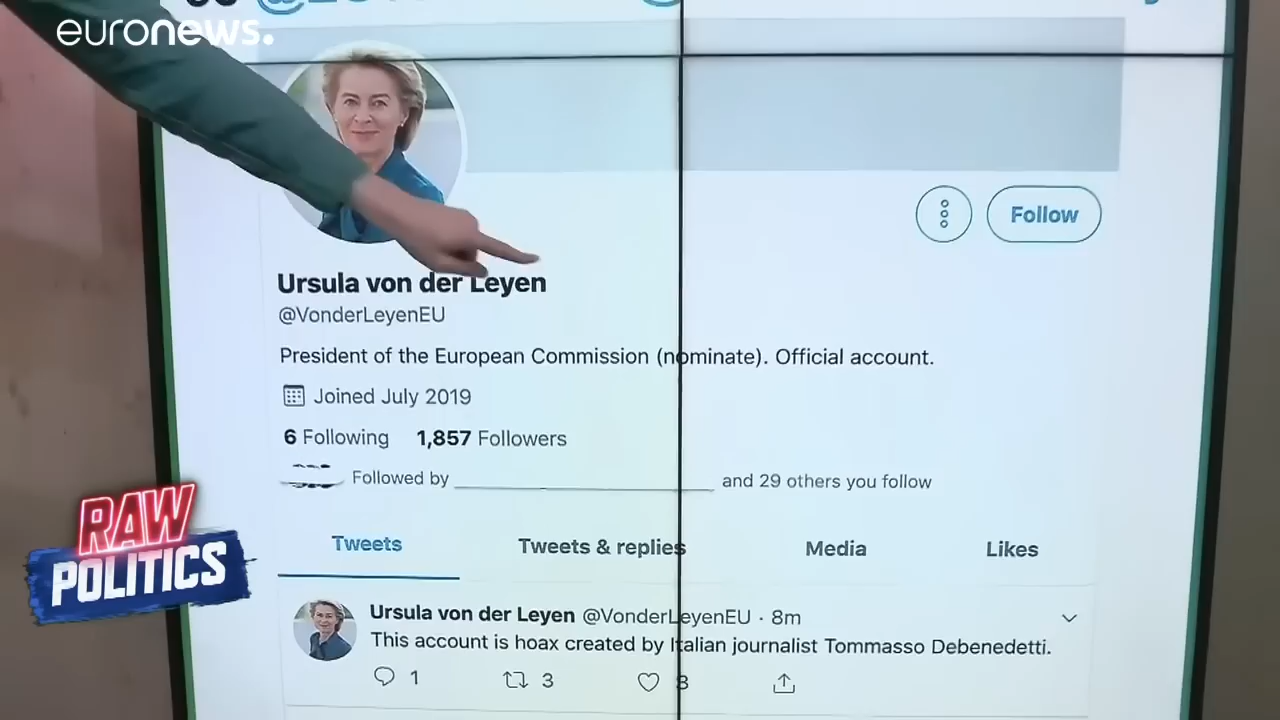 euronews.
Ursula von der Leyen
@VonderLeyenEU
President of the European Commission (nominate). Official account.
Joined July 2019
6 Following 1,857 Followers
Followed by and 29 others you follow
Tweets Tweets & replies Media Likes
Ursula von der Leyen @VonderLeyenEU · 8m
This account is hoax created by Italian journalist Tommasso Debenedetti.
1 3 8
Follow
RAW
POLITICS